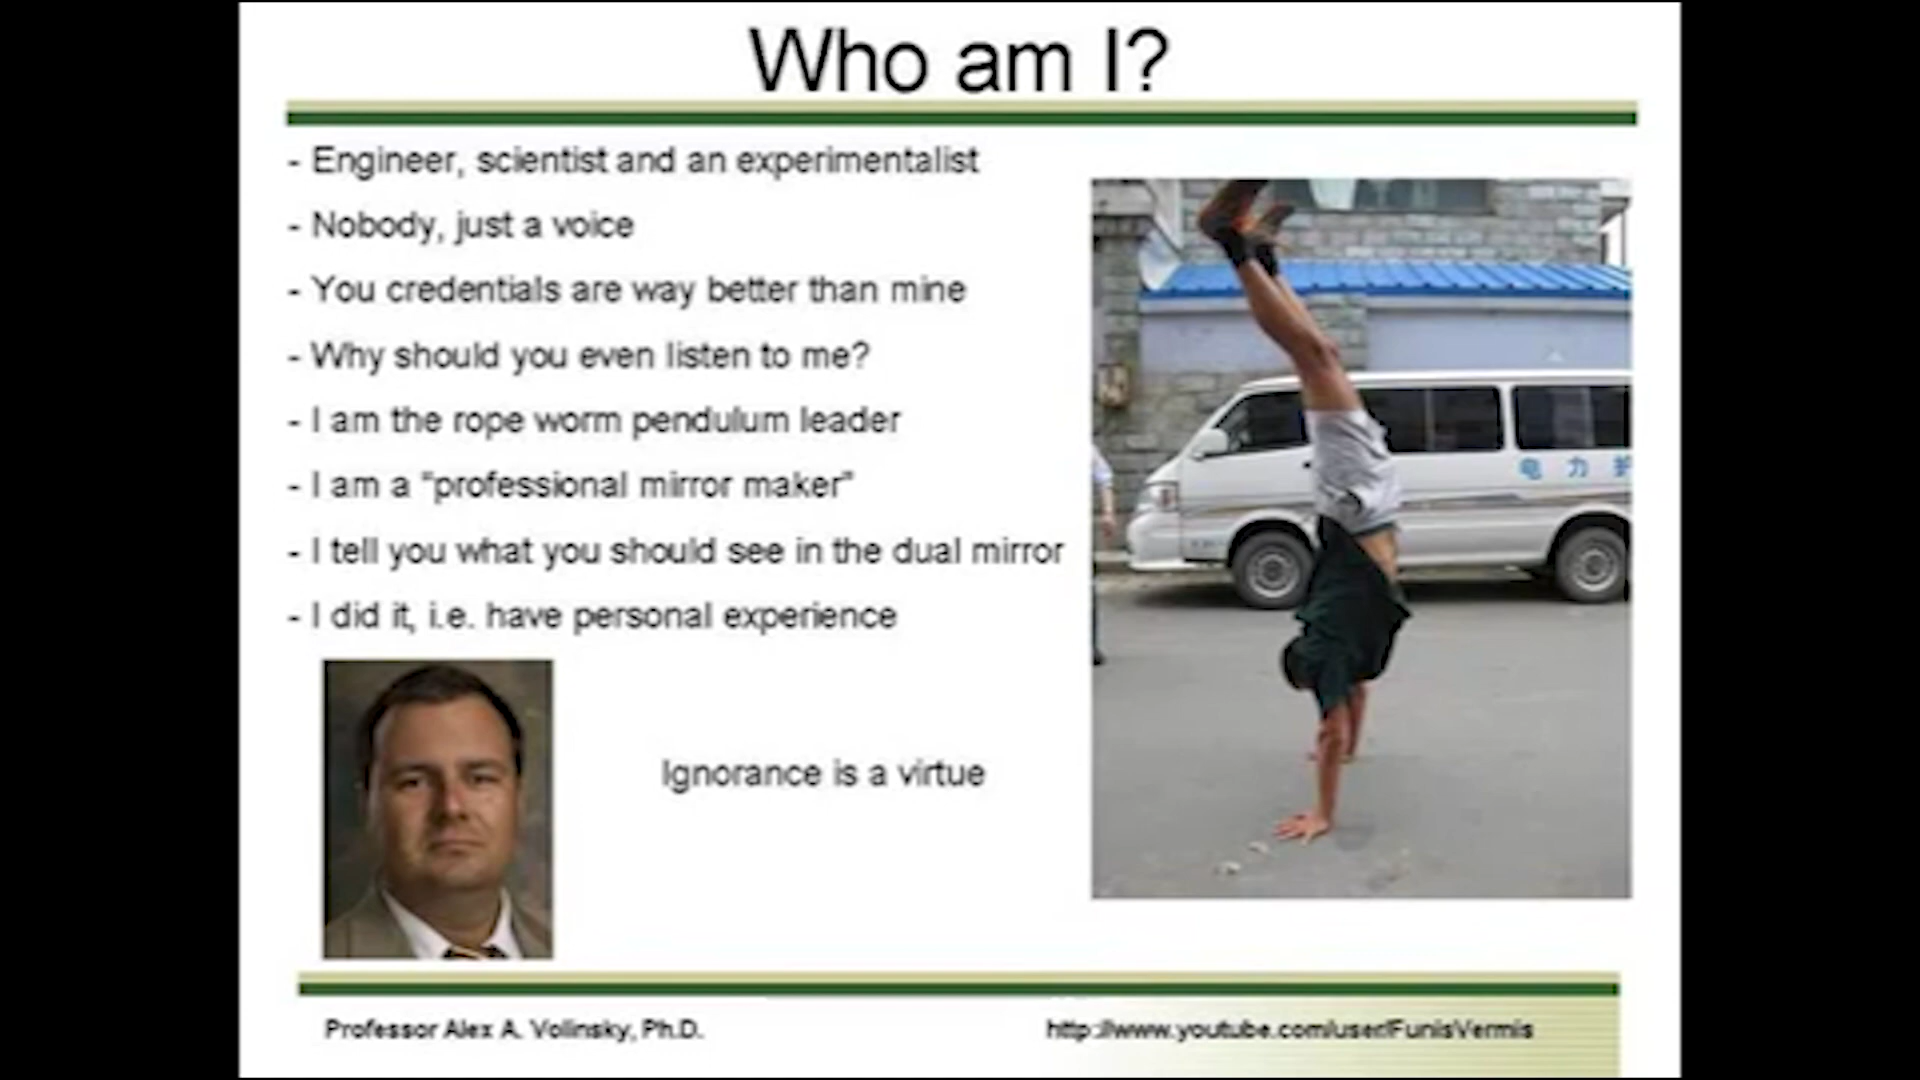 Who am I?
- Engineer, scientist and an experimentalist
- Nobody, just a voice
- You credentials are way better than mine
- Why should you even listen to me?
- I am the rope worm pendulum leader
- I am a "professional mirror maker"
- I tell you what you should see in the dual mirror
- I did it, i.e. have personal experience
电 力
Ignorance is a virtue
Professor Alex A. Volinsky, Ph.D.
http://www.youtube.com/user/FunisVermis